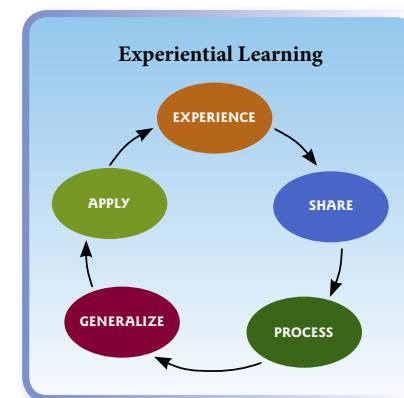 Experiential Learning
EXPERIENCE
SHARE
PROCESS
GENERALIZE
APPLY